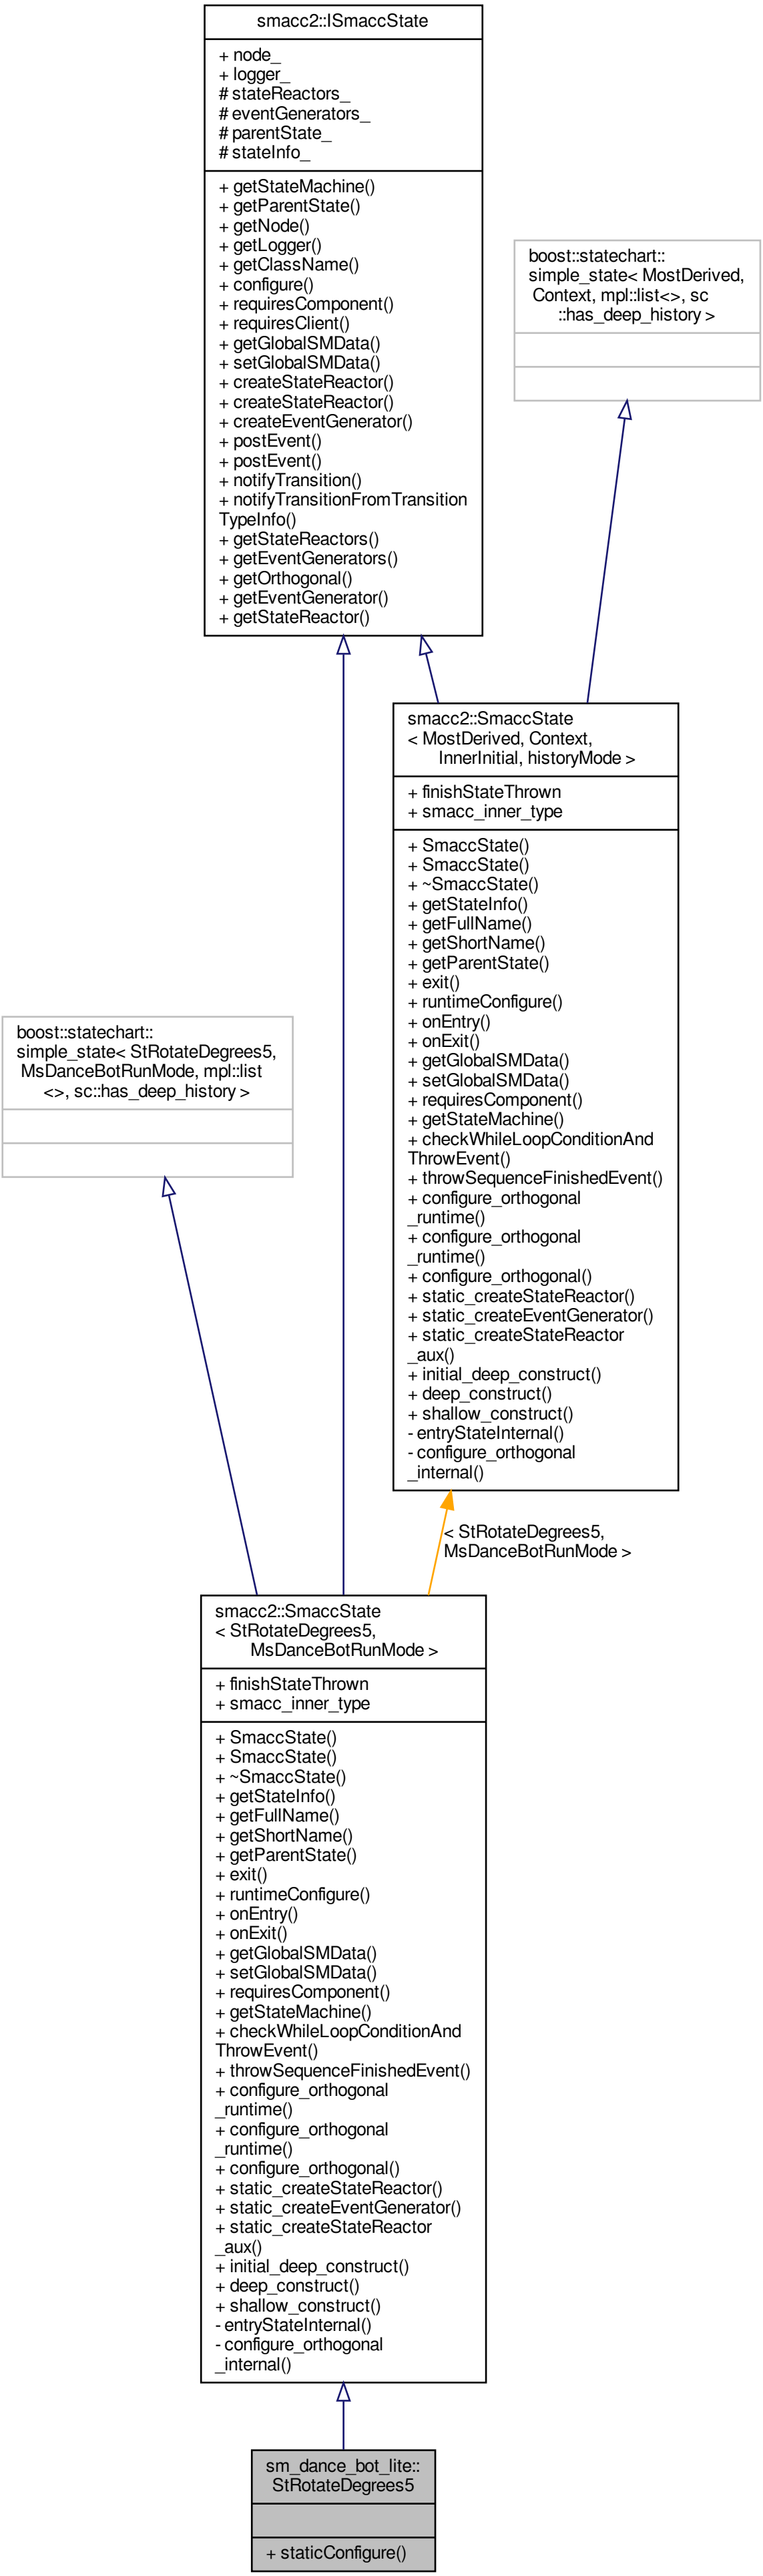 smacc2::ISmaccState
+ node_
+ logger_
# stateReactors_
# eventGenerators_
# parentState_
# stateInfo_
+ getStateMachine()
+ getParentState()
+ getNode()
+ getLogger()
+ getClassName()
+ configure()
+ requiresComponent()
+ requiresClient()
+ getGlobalSMData()
+ setGlobalSMData()
+ createStateReactor()
+ createStateReactor()
+ createEventGenerator()
+ postEvent()
+ postEvent()
+ notifyTransition()
+ notifyTransitionFromTransition
TypeInfo()
+ getStateReactors()
+ getEventGenerators()
+ getOrthogonal()
+ getEventGenerator()
+ getStateReactor()
boost::statechart::
simple_state< MostDerived,
Context, mpl::list<>, sc
::has_deep_history >
smacc2::SmaccState
< MostDerived, Context,
InnerInitial, historyMode >
+ finishStateThrown
+ smacc_inner_type
+ SmaccState()
+ SmaccState()
+ ~SmaccState()
+ getStateInfo()
+ getFullName()
+ getShortName()
+ getParentState()
+ exit()
+ runtimeConfigure()
+ onEntry()
+ onExit()
+ getGlobalSMData()
+ setGlobalSMData()
+ requiresComponent()
+ getStateMachine()
+ checkWhileLoopConditionAnd
ThrowEvent()
+ throwSequenceFinishedEvent()
+ configure_orthogonal
_runtime()
+ configure_orthogonal
_runtime()
+ configure_orthogonal()
+ static_createStateReactor()
+ static_createEventGenerator()
+ static_createStateReactor
_aux()
+ initial_deep_construct()
+ deep_construct()
+ shallow_construct()
- entryStateInternal()
- configure_orthogonal
_internal()
boost::statechart::
simple_state< StRotateDegrees5,
MsDanceBotRunMode, mpl::list
<>, sc::has_deep_history >
< StRotateDegrees5,
MsDanceBotRunMode >
smacc2::SmaccState
< StRotateDegrees5,
MsDanceBotRunMode >
+ finishStateThrown
+ smacc_inner_type
+ SmaccState()
+ SmaccState()
+ ~SmaccState()
+ getStateInfo()
+ getFullName()
+ getShortName()
+ getParentState()
+ exit()
+ runtimeConfigure()
+ onEntry()
+ onExit()
+ getGlobalSMData()
+ setGlobalSMData()
+ requiresComponent()
+ getStateMachine()
+ checkWhileLoopConditionAnd
ThrowEvent()
+ throwSequenceFinishedEvent()
+ configure_orthogonal
_runtime()
+ configure_orthogonal
_runtime()
+ configure_orthogonal()
+ static_createStateReactor()
+ static_createEventGenerator()
+ static_createStateReactor
_aux()
+ initial_deep_construct()
+ deep_construct()
+ shallow_construct()
- entryStateInternal()
- configure_orthogonal
_internal()
sm_dance_bot_lite::
StRotateDegrees5
+ staticConfigure()